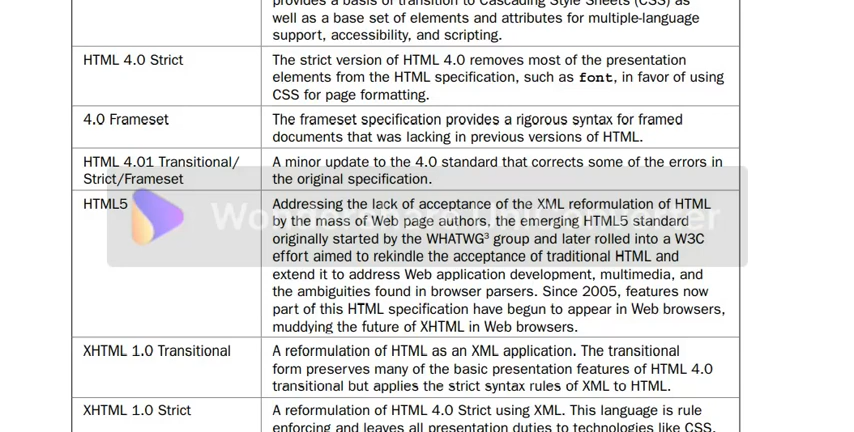 provides a basis of transition to Cascading Style Sheets (CSS) as
well as a base set of elements and attributes for multiple-language
support, accessibility, and scripting.
HTML 4.0 Strict
The strict version of HTML 4.0 removes most of the presentation
elements from the HTML specification, such as font, in favor of using
CSS for page formatting.
4.0 Frameset
The frameset specification provides a rigorous syntax for framed
documents that was lacking in previous versions of HTML.
HTML 4.01 Transitional/
Strict/Frameset
A minor update to the 4.0 standard that corrects some of the errors in
the original specification.
HTML5
Addressing the lack of acceptance of the XML reformulation of HTML
by the mass of Web page authors, the emerging HTML5 standard
originally started by the WHATWG³ group and later rolled into a W3C
effort aimed to rekindle the acceptance of traditional HTML and
extend it to address Web application development, multimedia, and
the ambiguities found in browser parsers. Since 2005, features now
part of this HTML specification have begun to appear in Web browsers,
muddying the future of XHTML in Web browsers.
Wondershare UniConverter
XHTML 1.0 Transitional
A reformulation of HTML as an XML application. The transitional
form preserves many of the basic presentation features of HTML 4.0
transitional but applies the strict syntax rules of XML to HTML.
XHTML 1.0 Strict
A reformulation of HTML 4.0 Strict using XML. This language is rule
enforcing and leaves all presentation duties to technologies like CSS.